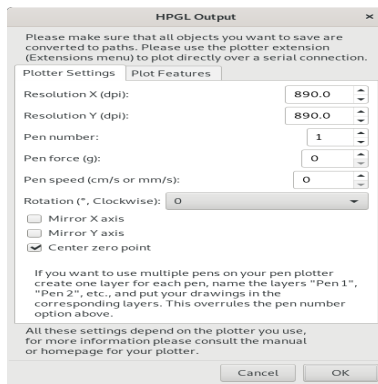 HPGL Output ×
Please make sure that all objects you want to save are
converted to paths. Please use the plotter extension
(Extensions menu) to plot directly over a serial connection.
Plotter Settings Plot Features
Resolution X (dpi): 890.0
Resolution Y (dpi): 890.0
Pen number: 1
Pen force (g): 0
Pen speed (cm/s or mm/s): 0
Rotation (°, Clockwise): 0
Mirror X axis
Mirror Y axis
Center zero point
If you want to use multiple pens on your pen plotter
create one layer for each pen, name the layers "Pen 1",
"Pen 2", etc., and put your drawings in the
corresponding layers. This overrules the pen number
option above.
All these settings depend on the plotter you use,
for more information please consult the manual
or homepage for your plotter.
Cancel OK